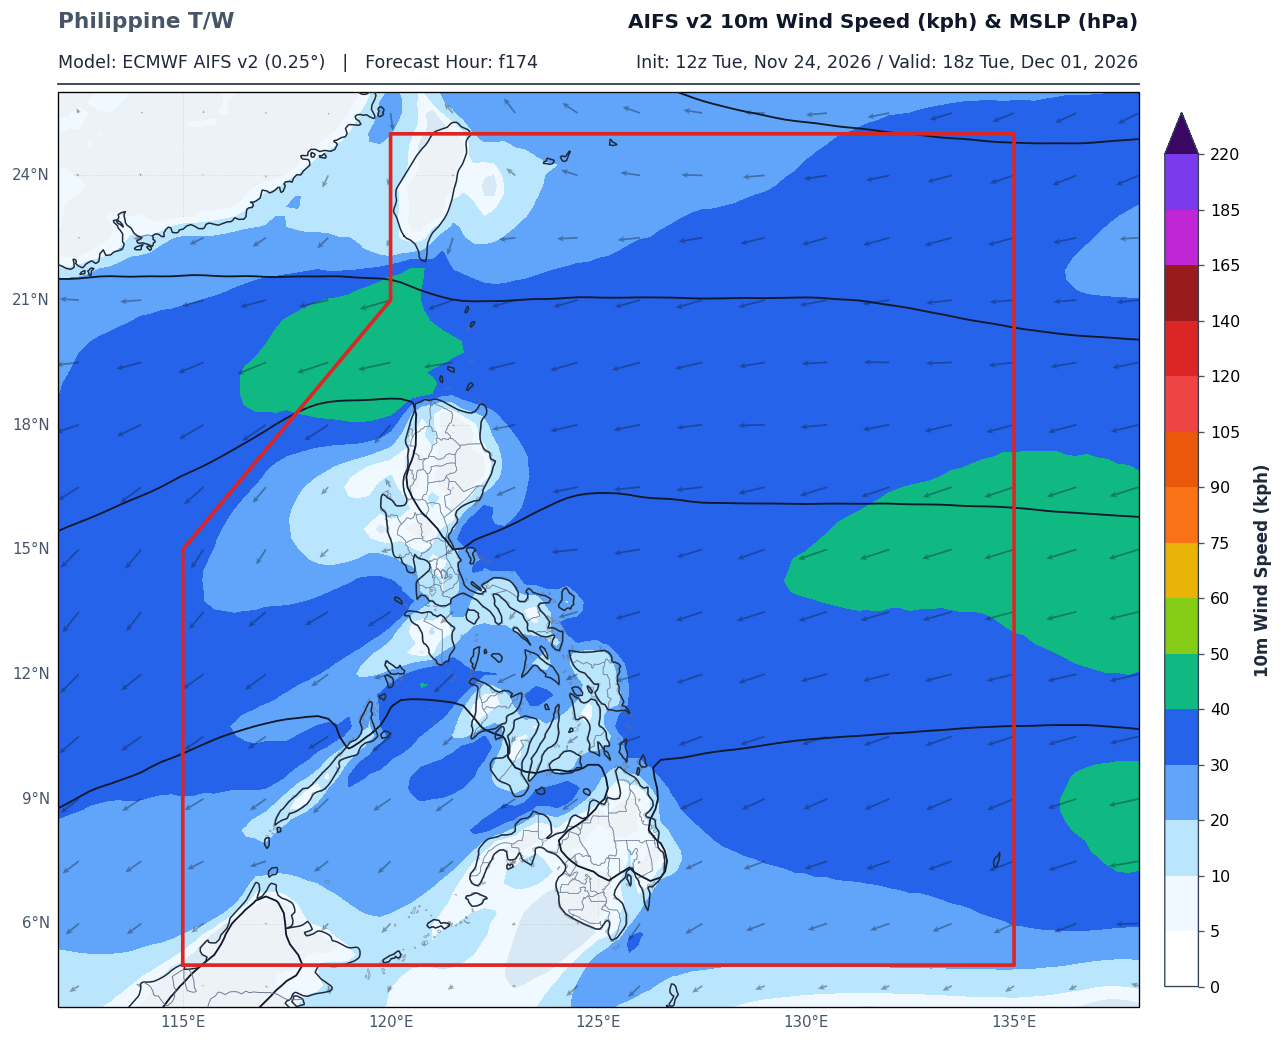 Philippine T/W
AIFS v2 10m Wind Speed (kph) & MSLP (hPa)
Model: ECMWF AIFS v2 (0.25°) | Forecast Hour: f174
Init: 12z Tue, Nov 24, 2026 / Valid: 18z Tue, Dec 01, 2026
24°N
21°N
18°N
15°N
12°N
9°N
6°N
115°E
120°E
125°E
130°E
135°E
220
185
165
140
120
105
90
75
60
50
40
30
20
10
5
0
10m Wind Speed (kph)